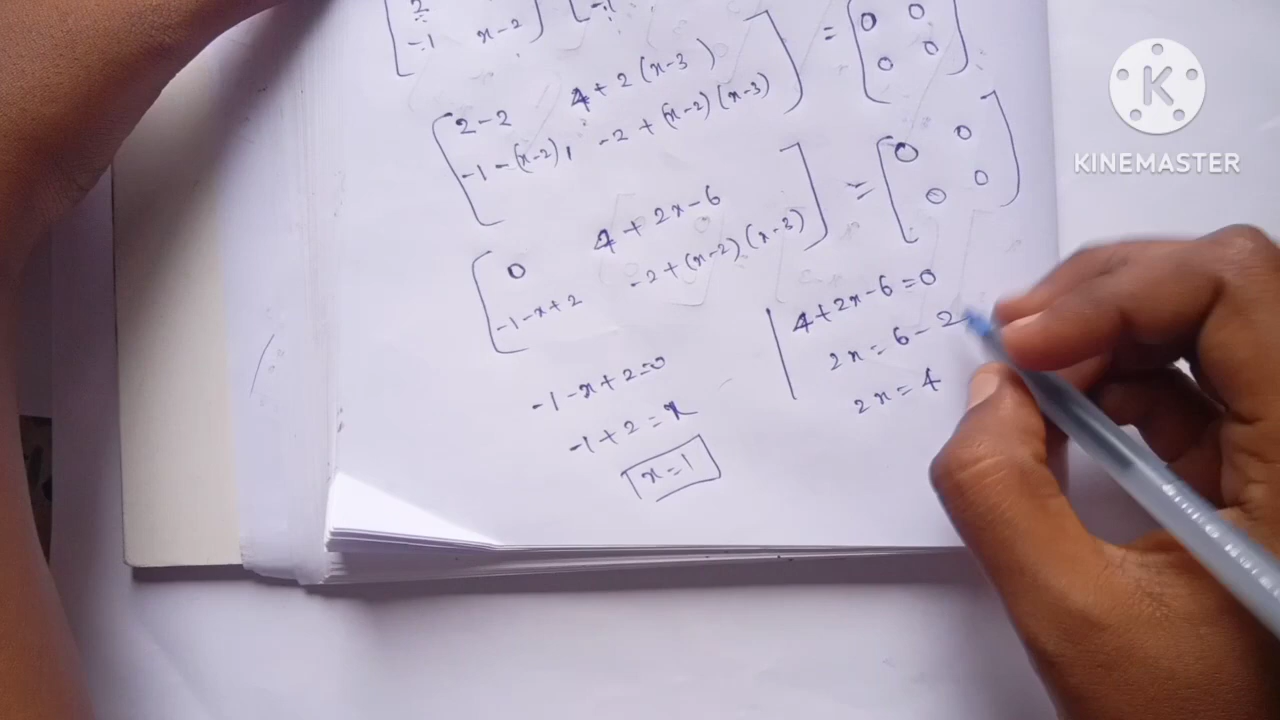 2
-1 x-2 -1 = 0 0
0 0
2-2 4+2(x-3)
-1-(x-2), -2+(x-2)(x-3) = 0 0
0 0
0 4+2x-6
-1-x+2 -2+(x-2)(x-3)
-1-x+2=0
-1+2=x
x=1
4+2x-6=0
2x=6-2
2x=4
K
KINEMASTER